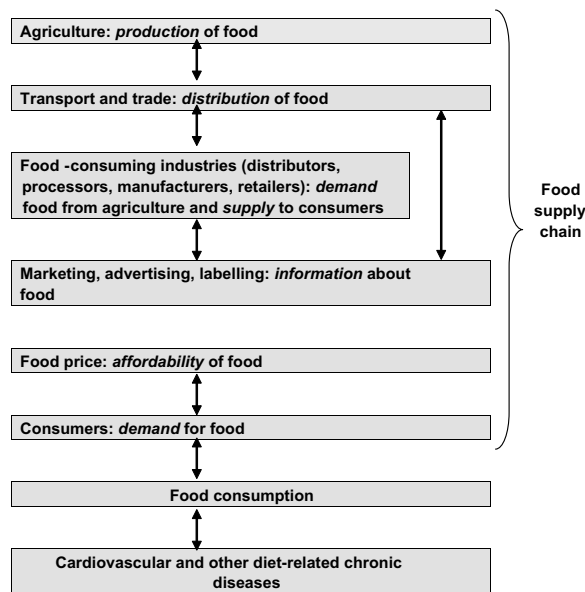 Agriculture: production of food
Transport and trade: distribution of food
Food -consuming industries (distributors,
processors, manufacturers, retailers): demand
food from agriculture and supply to consumers
Marketing, advertising, labelling: information about
food
Food price: affordability of food
Consumers: demand for food
Food consumption
Cardiovascular and other diet-related chronic
diseases
Food
supply
chain